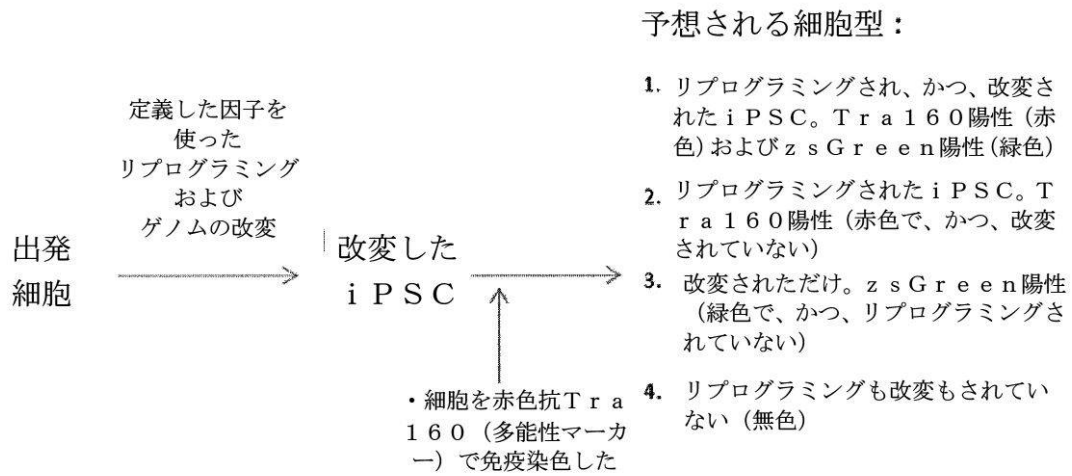 予想される細胞型：
定義した因子を
使った
リプログラミング
および
ゲノムの改変
出発
細胞
改変した
ｉＰＳＣ
・細胞を赤色抗Ｔｒａ
１６０（多能性マーカ
ー）で免疫染色した
1. リプログラミングされ、かつ、改変さ
れたｉＰＳＣ。Ｔｒａ１６０陽性（赤
色）およびｚｓＧｒｅｅｎ陽性（緑色）
2. リプログラミングされたｉＰＳＣ。Ｔ
ｒａ１６０陽性（赤色で、かつ、改変
されていない）
3. 改変されただけ。ｚｓＧｒｅｅｎ陽性
（緑色で、かつ、リプログラミングさ
れていない）
4. リプログラミングも改変もされてい
ない（無色）